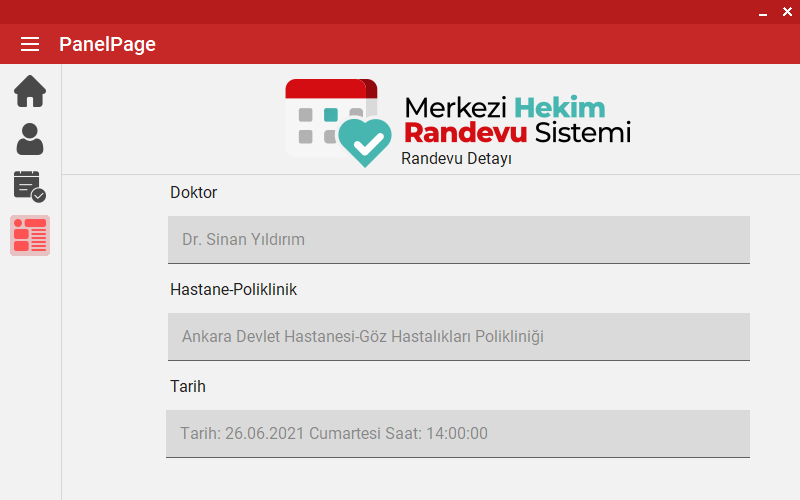 PanelPage
Merkezi Hekim
Randevu Sistemi
Randevu Detayı
Doktor
Dr. Sinan Yıldırım
Hastane-Poliklinik
Ankara Devlet Hastanesi-Göz Hastalıkları Polikliniği
Tarih
Tarih: 26.06.2021 Cumartesi Saat: 14:00:00